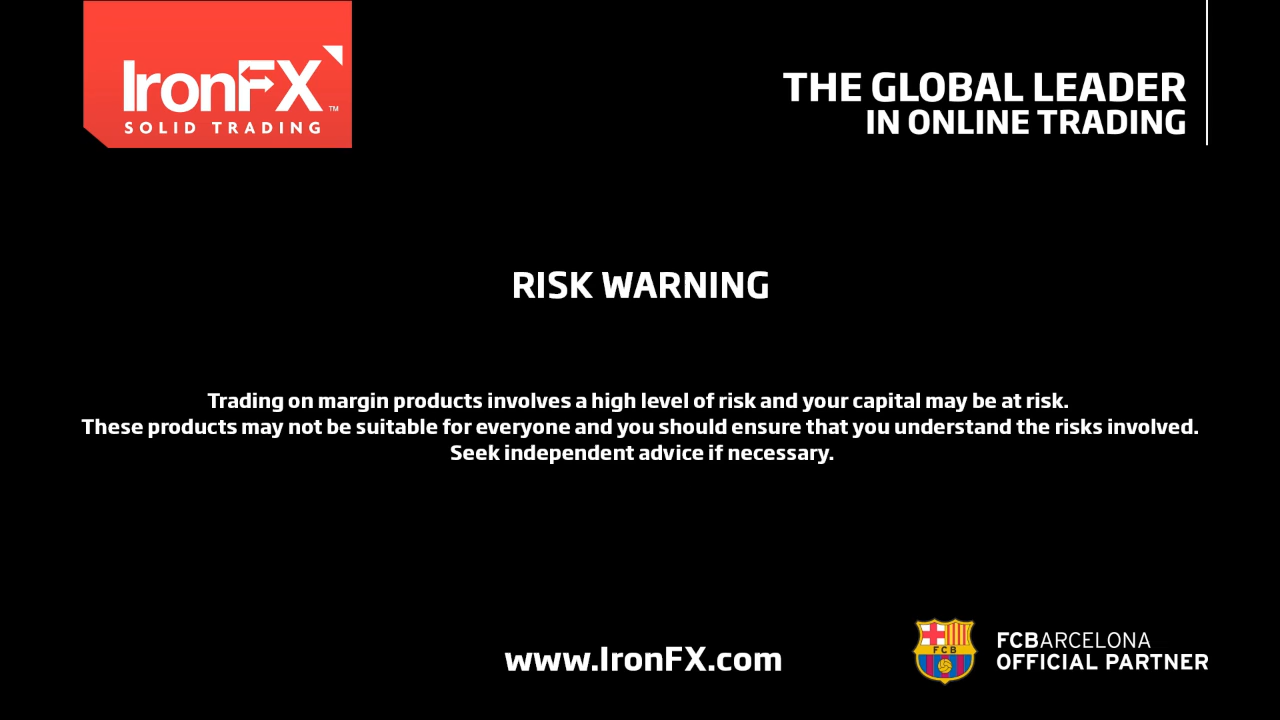 IronFX™
SOLID TRADING
THE GLOBAL LEADER
IN ONLINE TRADING
RISK WARNING
Trading on margin products involves a high level of risk and your capital may be at risk.
These products may not be suitable for everyone and you should ensure that you understand the risks involved.
Seek independent advice if necessary.
www.IronFX.com
FCB
FCBARCELONA
OFFICIAL PARTNER